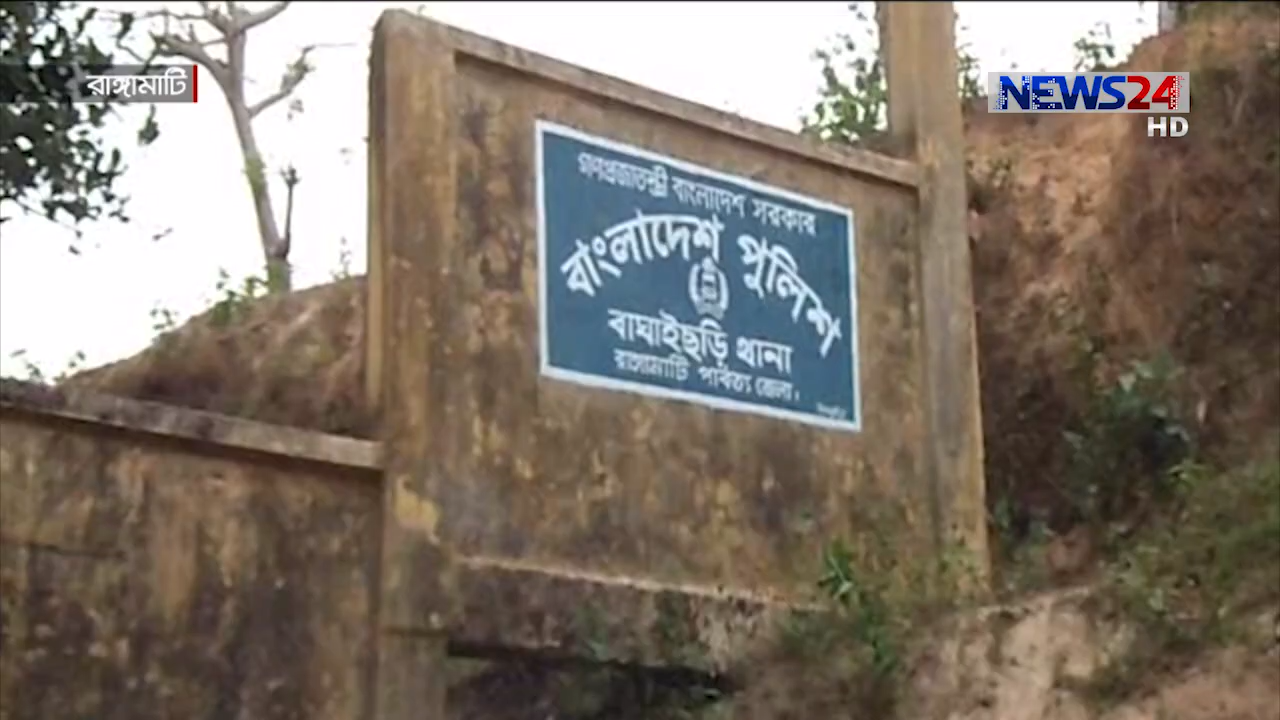 রাঙ্গামাটি
NEWS24
HD
গণপ্রজাতন্ত্রী বাংলাদেশ সরকার
বাংলাদেশ পুলিশ
বাঘাইছড়ি থানা
রাঙ্গামাটি পার্বত্য জেলা।